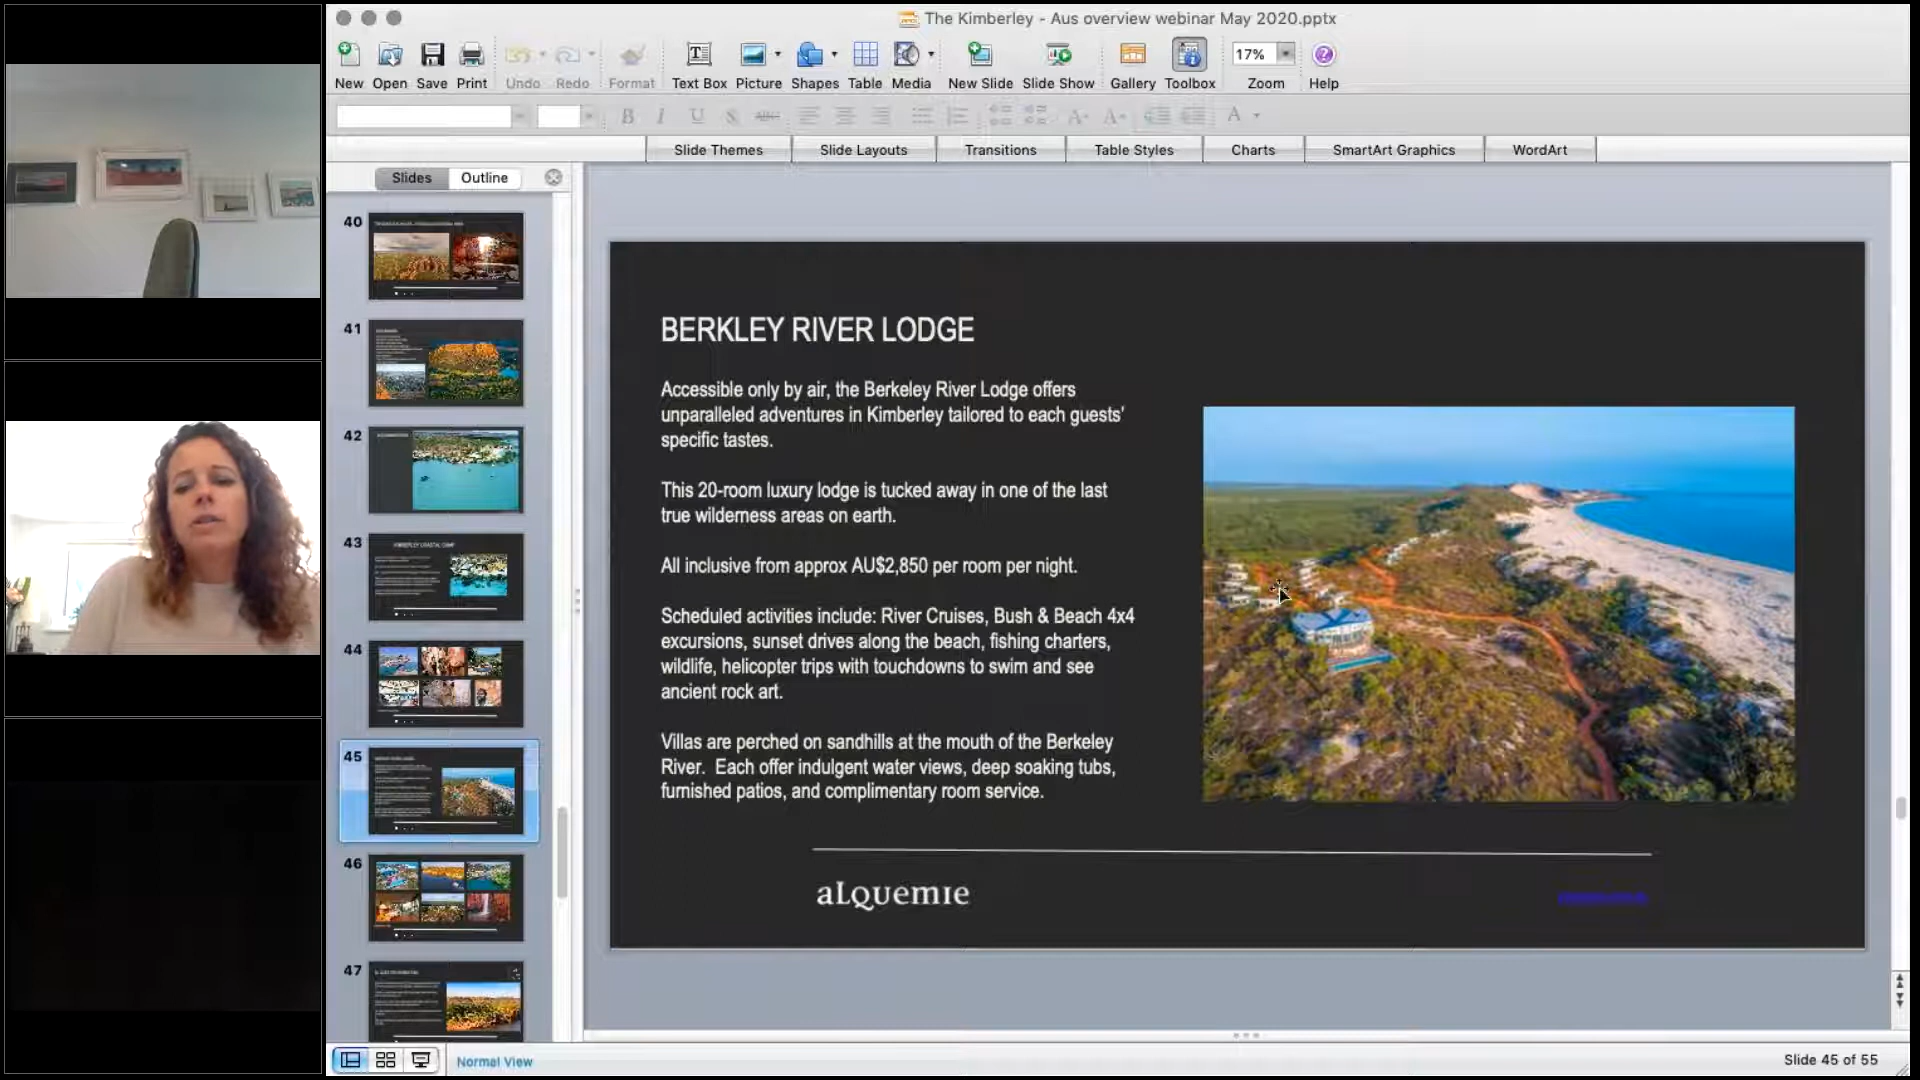 The Kimberley - Aus overview webinar May 2020.pptx
New Open Save Print Undo Redo Format Text Box Picture Shapes Table Media New Slide Slide Show Gallery Toolbox Zoom Help
17%
B I U S ABC A A A
Slide Themes Slide Layouts Transitions Table Styles Charts SmartArt Graphics WordArt
Slides Outline
40
41
42
43
KIMBERLEY COASTAL CAMP
44
45
46
47
BERKLEY RIVER LODGE
Accessible only by air, the Berkeley River Lodge offers
unparalleled adventures in Kimberley tailored to each guests'
specific tastes.
This 20-room luxury lodge is tucked away in one of the last
true wilderness areas on earth.
All inclusive from approx AU$2,850 per room per night.
Scheduled activities include: River Cruises, Bush & Beach 4x4
excursions, sunset drives along the beach, fishing charters,
wildlife, helicopter trips with touchdowns to swim and see
ancient rock art.
Villas are perched on sandhills at the mouth of the Berkeley
River.  Each offer indulgent water views, deep soaking tubs,
furnished patios, and complimentary room service.
aLQuemie
Normal View
Slide 45 of 55